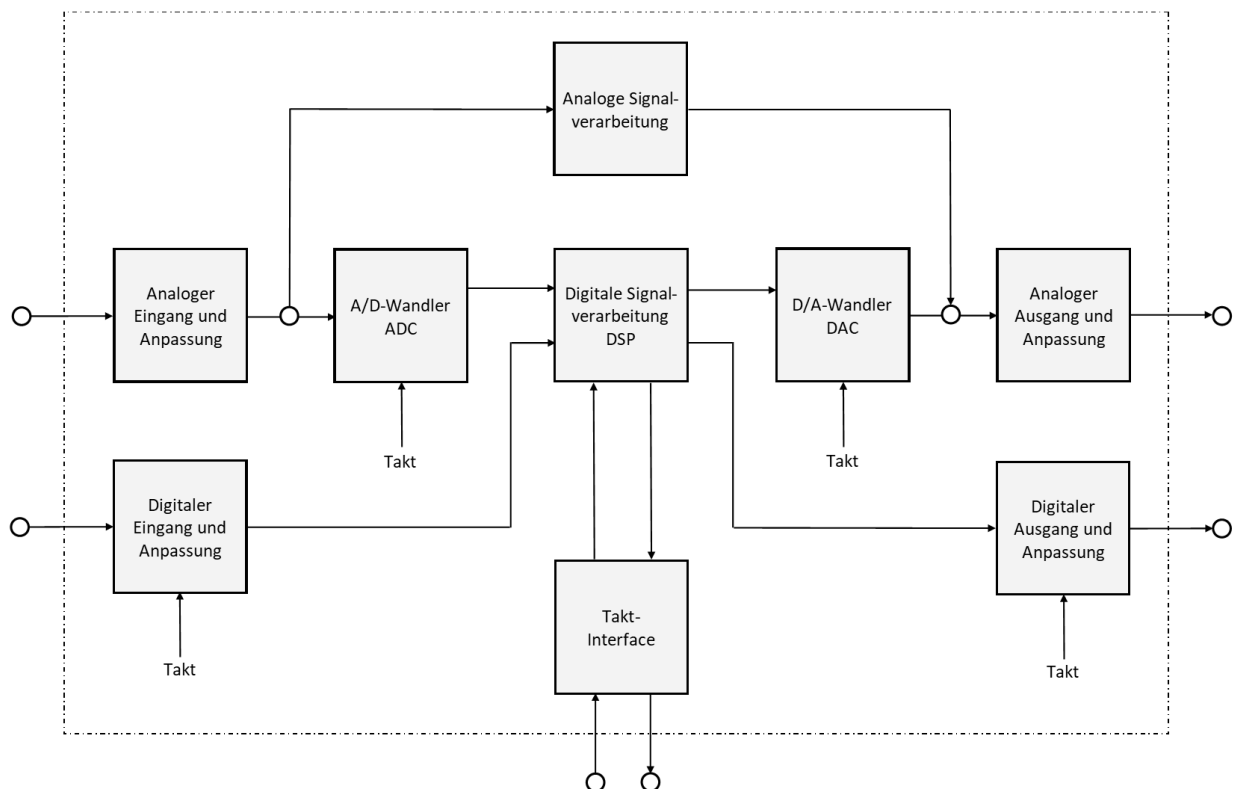 Analoge Signal-
verarbeitung
Analoger
Eingang und
Anpassung
A/D-Wandler
ADC
Digitale Signal-
verarbeitung
DSP
D/A-Wandler
DAC
Analoger
Ausgang und
Anpassung
Takt
Takt
Digitaler
Eingang und
Anpassung
Digitaler
Ausgang und
Anpassung
Takt-
Interface
Takt
Takt